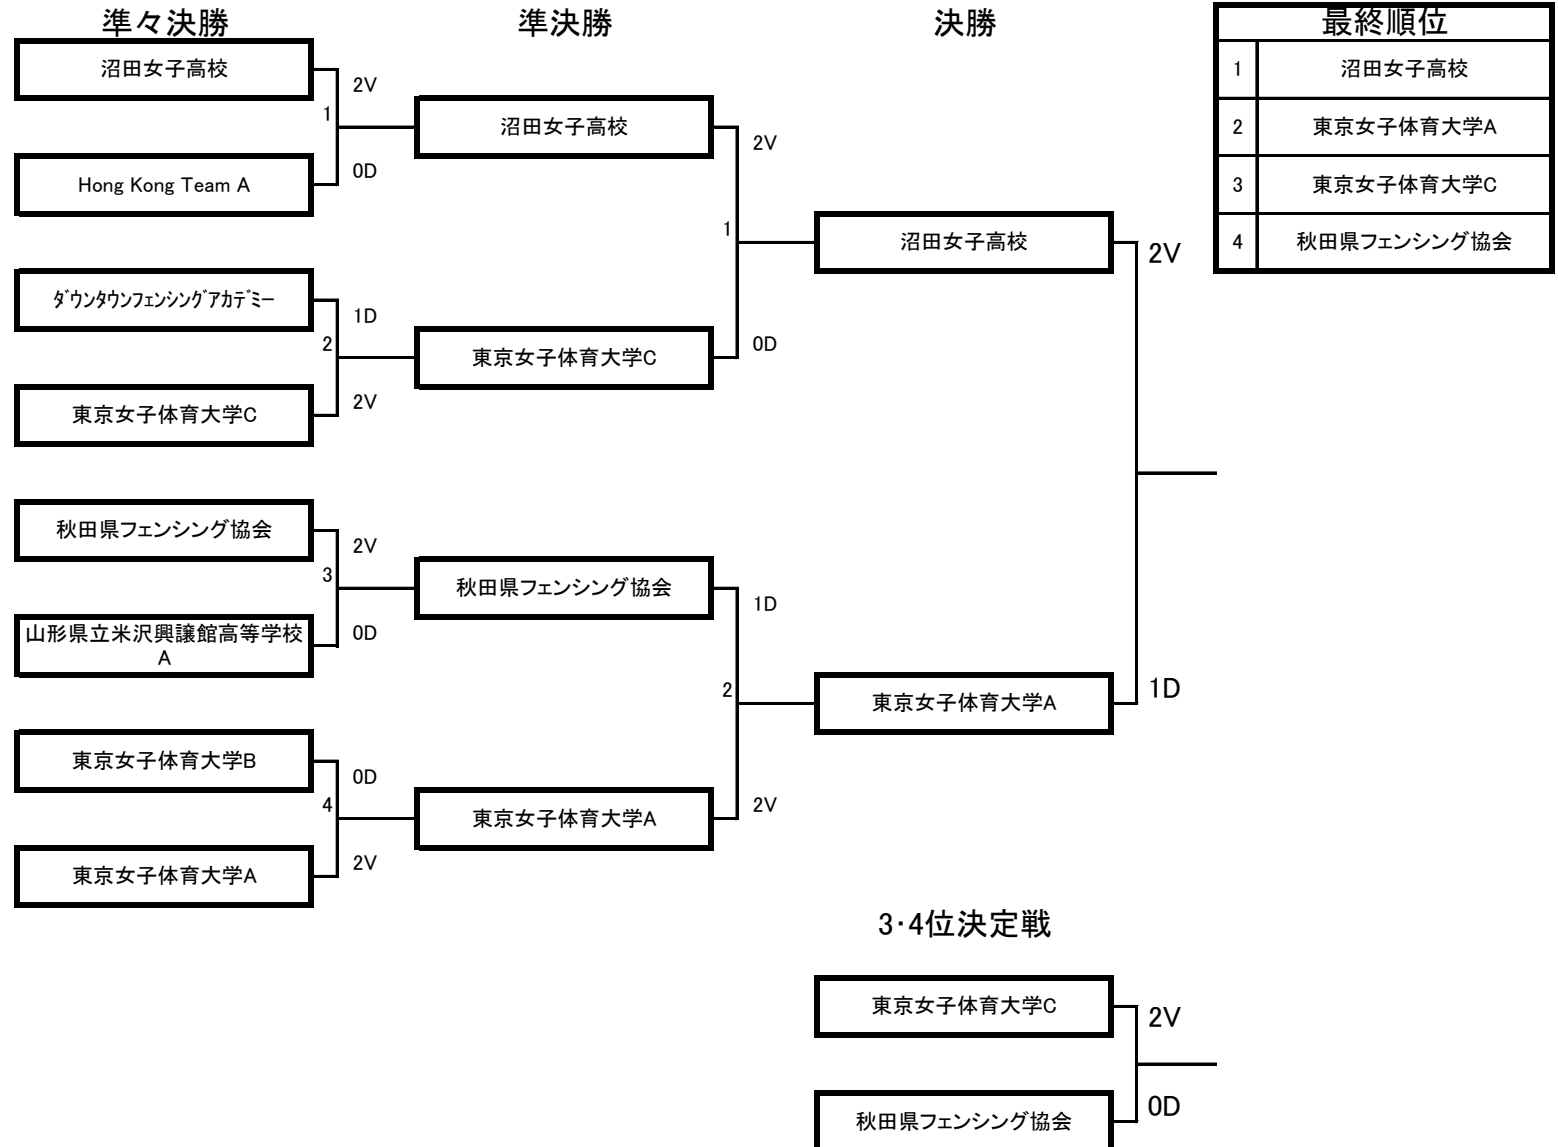 準々決勝
準決勝
決勝
最終順位
1 沼田女子高校
2 東京女子体育大学A
3 東京女子体育大学C
4 秋田県フェンシング協会
沼田女子高校
2V
1
0D
Hong Kong Team A
ﾀﾞｳﾝﾀｳﾝﾌｪﾝｼﾝｸﾞｱｶﾃﾞﾐｰ
1D
2
2V
東京女子体育大学C
秋田県フェンシング協会
2V
3
0D
山形県立米沢興譲館高等学校
A
東京女子体育大学B
0D
4
2V
東京女子体育大学A
沼田女子高校
2V
1
0D
東京女子体育大学C
秋田県フェンシング協会
1D
2
2V
東京女子体育大学A
沼田女子高校
2V
1D
東京女子体育大学A
3・4位決定戦
東京女子体育大学C
2V
0D
秋田県フェンシング協会